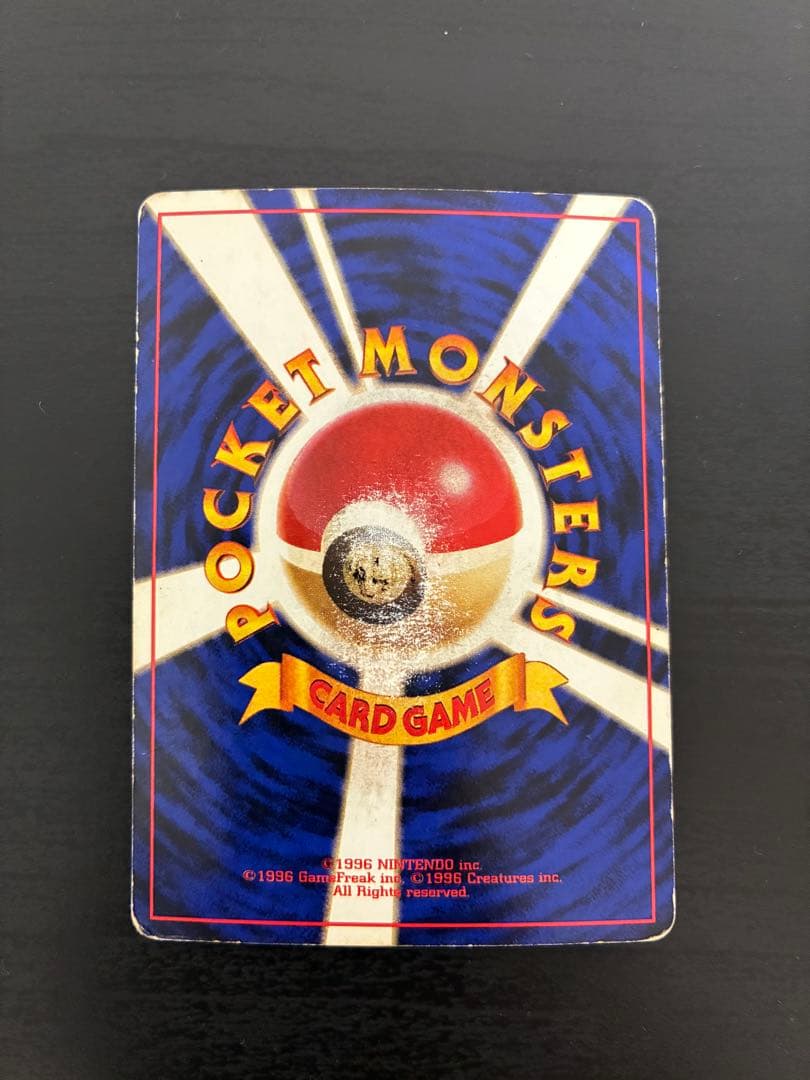 POCKET MONSTERS
CARD GAME
©1996 NINTENDO inc.
©1996 GameFreak inc. ©1996 Creatures inc.
All Rights reserved.